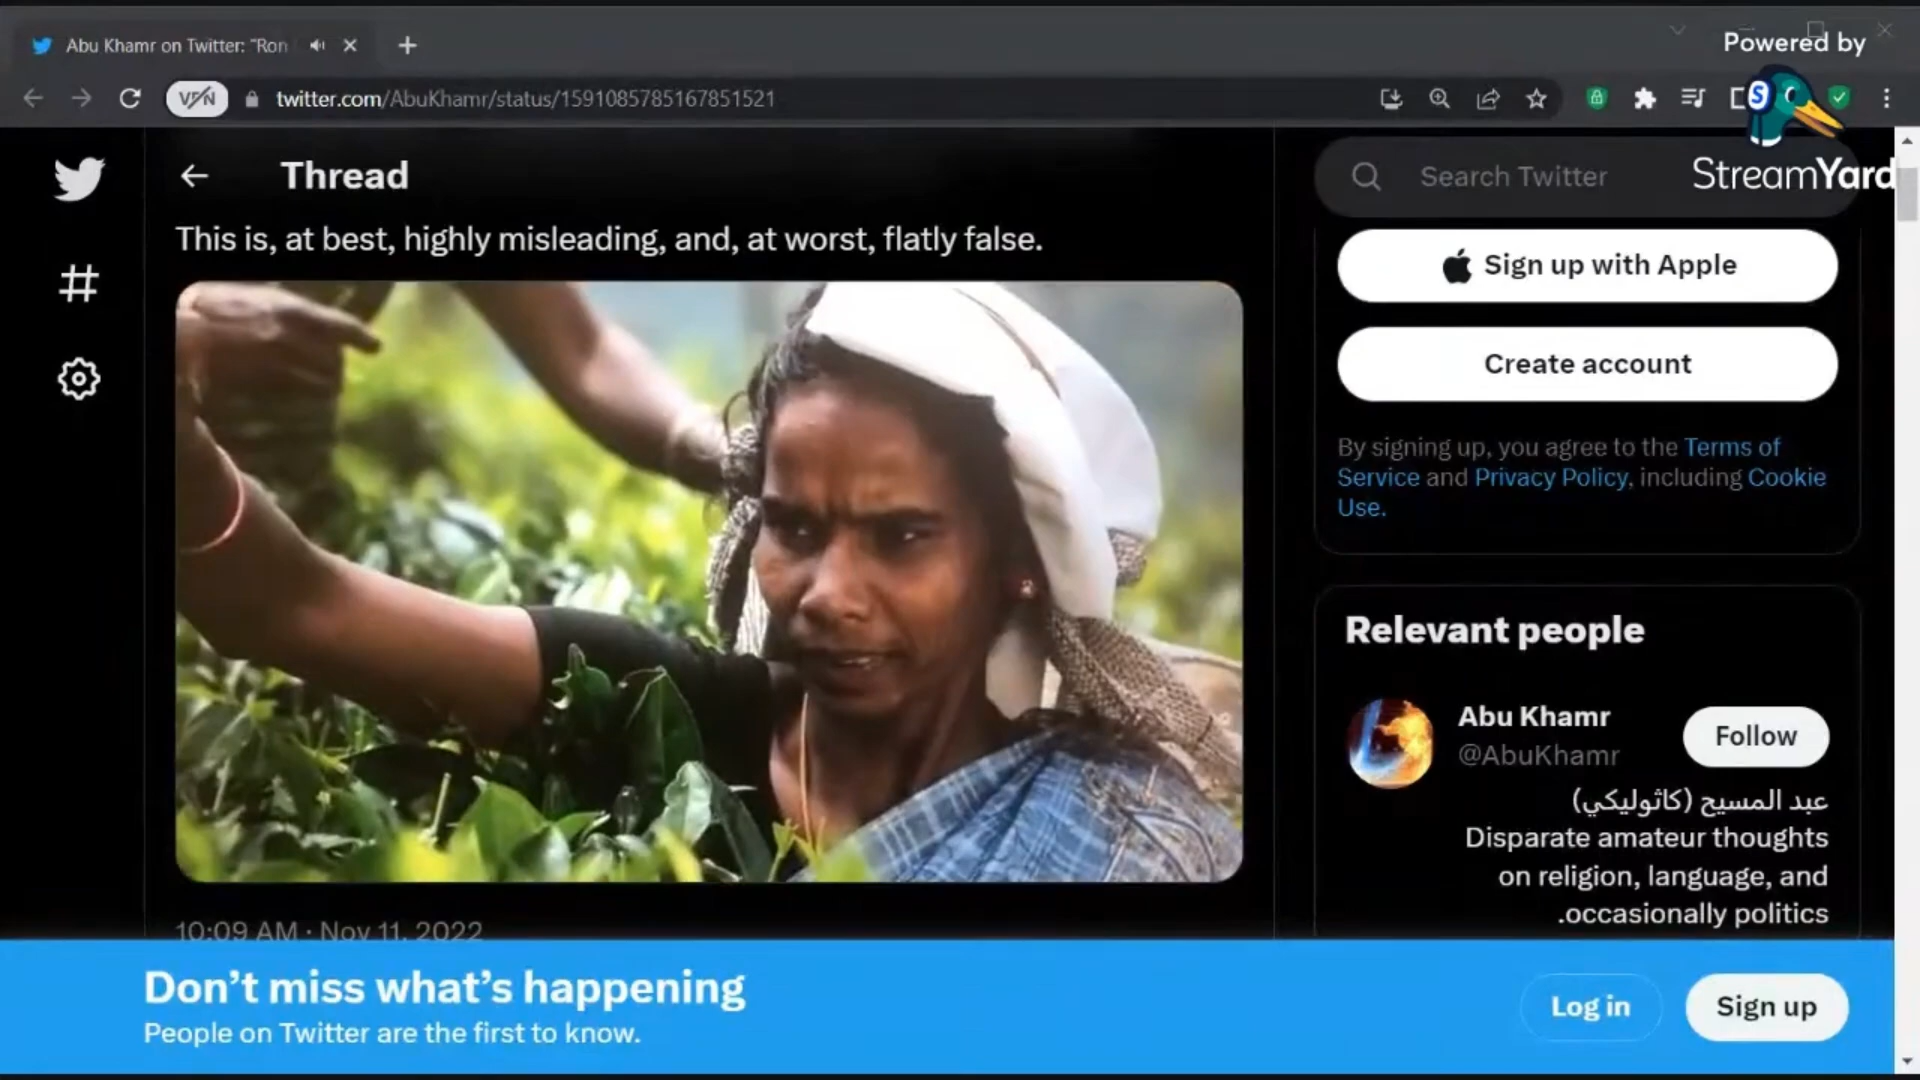 Abu Khamr on Twitter: "Ron
Powered by
VPN
twitter.com/AbuKhamr/status/1591085785167851521
S
StreamYard
Thread
Search Twitter
This is, at best, highly misleading, and, at worst, flatly false.
Sign up with Apple
Create account
By signing up, you agree to the Terms of
Service and Privacy Policy, including Cookie
Use.
Relevant people
Abu Khamr
@AbuKhamr
Follow
عبد المسيح (كاثوليكي)
Disparate amateur thoughts
on religion, language, and
.occasionally politics
10:09 AM · Nov 11, 2022
Don't miss what's happening
People on Twitter are the first to know.
Log in
Sign up